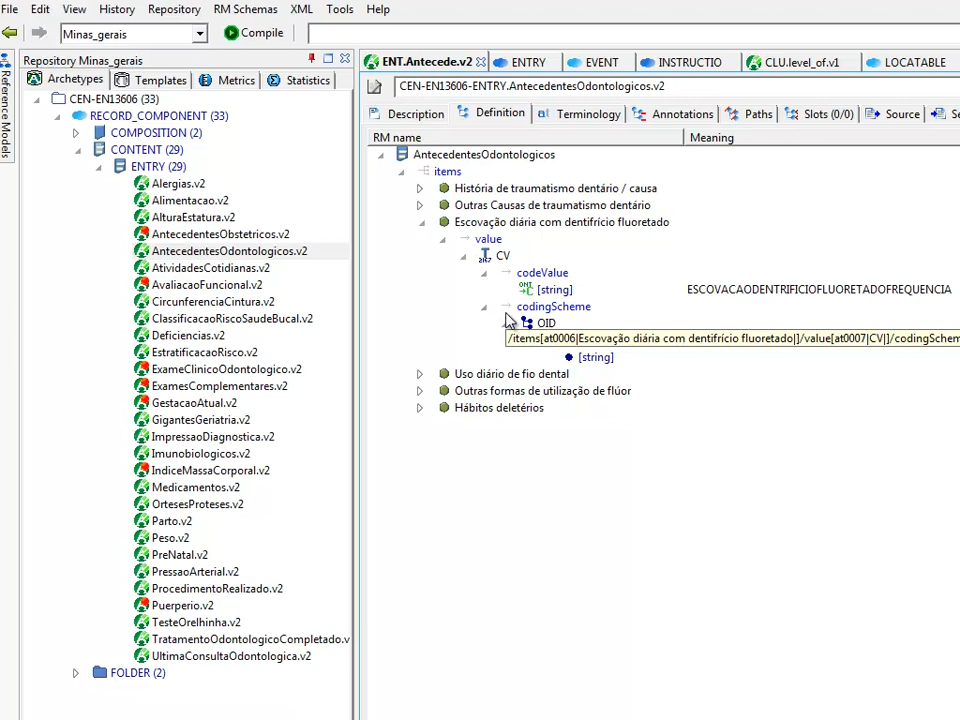 File Edit View History Repository RM Schemas XML Tools Help
Minas_gerais Compile
Reference Models
Repository Minas_gerais
Archetypes Templates Metrics Statistics
CEN-EN13606 (33)
RECORD_COMPONENT (33)
COMPOSITION (2)
CONTENT (29)
ENTRY (29)
Alergias.v2
Alimentacao.v2
AlturaEstatura.v2
AntecedentesObstetricos.v2
AntecedentesOdontologicos.v2
AtividadesCotidianas.v2
AvaliacaoFuncional.v2
CircunferenciaCintura.v2
ClassificacaoRiscoSaudeBucal.v2
Deficiencias.v2
EstratificacaoRisco.v2
ExameClinicoOdontologico.v2
ExamesComplementares.v2
GestacaoAtual.v2
GigantesGeriatria.v2
ImpressaoDiagnostica.v2
Imunobiologicos.v2
IndiceMassaCorporal.v2
Medicamentos.v2
OrtesesProteses.v2
Parto.v2
Peso.v2
PreNatal.v2
PressaoArterial.v2
ProcedimentoRealizado.v2
Puerperio.v2
TesteOrelhinha.v2
TratamentoOdontologicoCompletado.v
UltimaConsultaOdontologica.v2
FOLDER (2)
ENT.Antecede.v2 ENTRY EVENT INSTRUCTIO CLU.level_of.v1 LOCATABLE
CEN-EN13606-ENTRY.AntecedentesOdontologicos.v2
Description Definition Terminology Annotations Paths Slots (0/0) Source Se
RM name Meaning
AntecedentesOdontologicos
items
História de traumatismo dentário / causa
Outras Causas de traumatismo dentário
Escovação diária com dentifrício fluoretado
value
CV
codeValue
[string] ESCOVACAODENTRIFICIOFLUORETADOFREQUENCIA
codingScheme
OID
/items[at0006|Escovação diária com dentifrício fluoretado|]/value[at0007|CV|]/codingSchem
[string]
Uso diário de fio dental
Outras formas de utilização de flúor
Hábitos deletérios